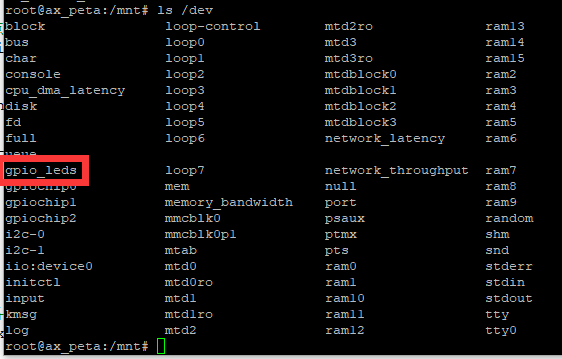 root@ax_peta:/mnt# ls /dev
block loop-control mtd2ro ram13
bus loop0 mtd3 ram14
char loop1 mtd3ro ram15
console loop2 mtdblock0 ram2
cpu_dma_latency loop3 mtdblock1 ram3
disk loop4 mtdblock2 ram4
fd loop5 mtdblock3 ram5
full loop6 network_latency ram6
gpio_leds loop7 network_throughput ram7
gpiochip0 mem null ram8
gpiochip1 memory_bandwidth port ram9
gpiochip2 mmcblk0 psaux random
i2c-0 mmcblk0p1 ptmx shm
i2c-1 mtab pts snd
iio:device0 mtd0 ram0 stderr
initctl mtd0ro ram1 stdin
input mtd1 ram10 stdout
kmsg mtd1ro ram11 tty
log mtd2 ram12 tty0
root@ax_peta:/mnt#